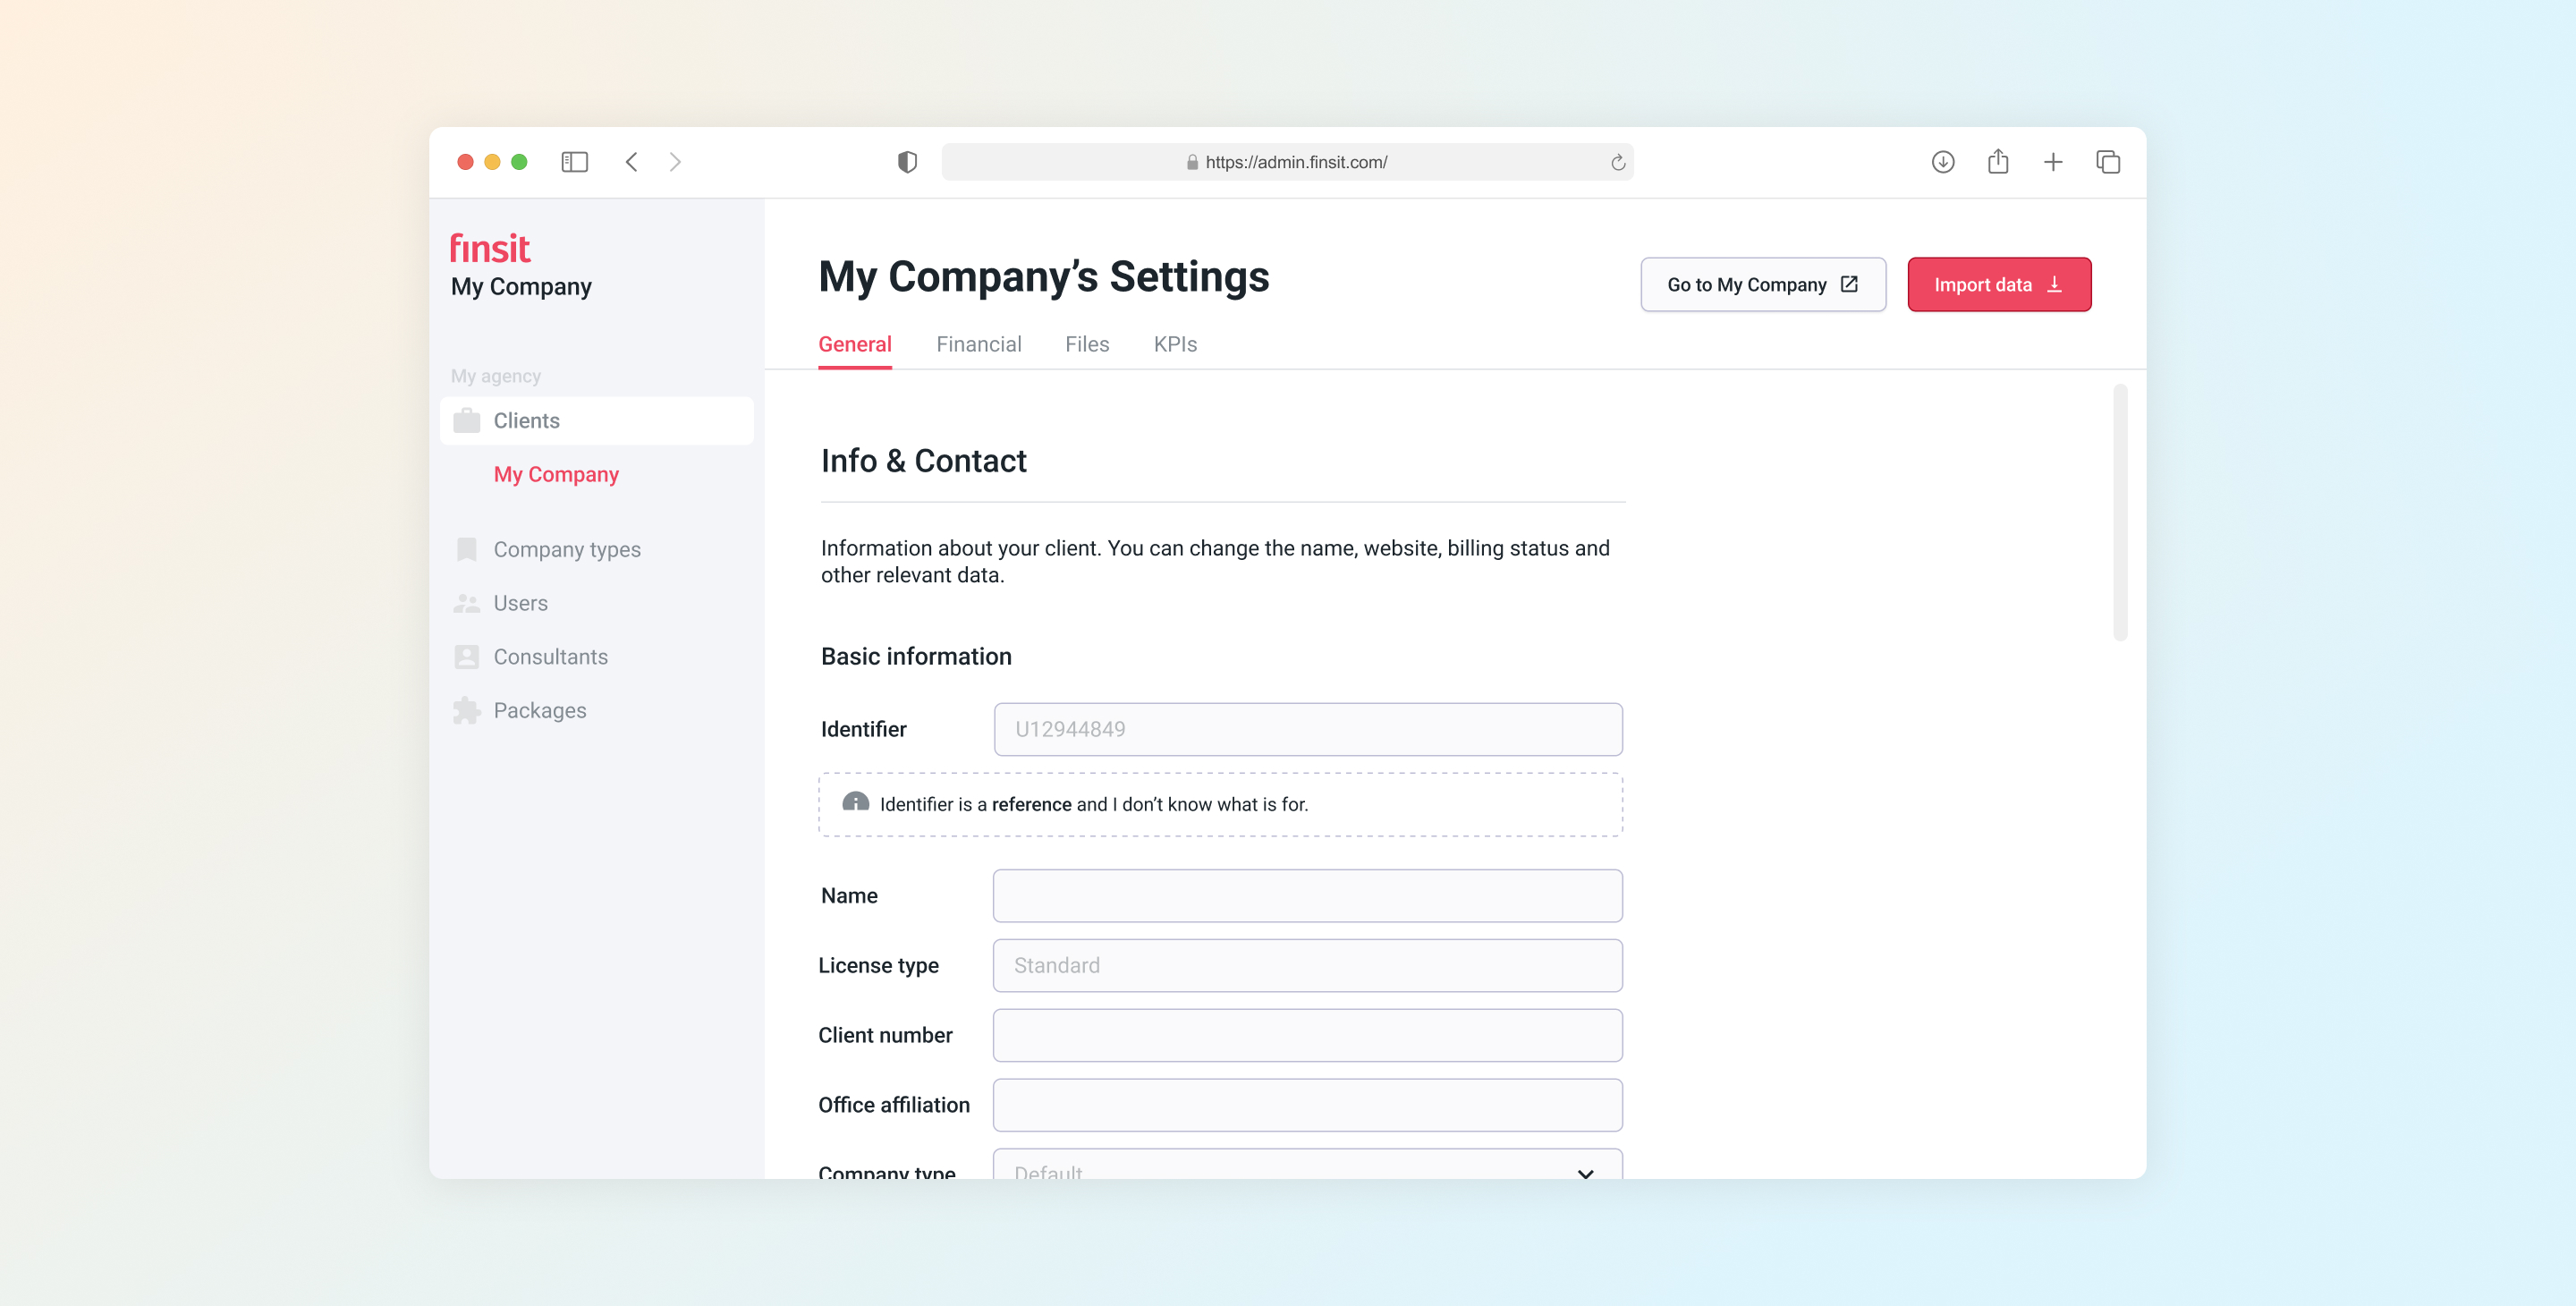 https://admin.finsit.com/
finsit
My Company
My agency
Clients
My Company
Company types
Users
Consultants
Packages
My Company’s Settings
Go to My Company
Import data
General Financial Files KPIs
Info & Contact
Information about your client. You can change the name, website, billing status and
other relevant data.
Basic information
Identifier U12944849
Identifier is a reference and I don’t know what is for.
Name
License type Standard
Client number
Office affiliation
Company type Default